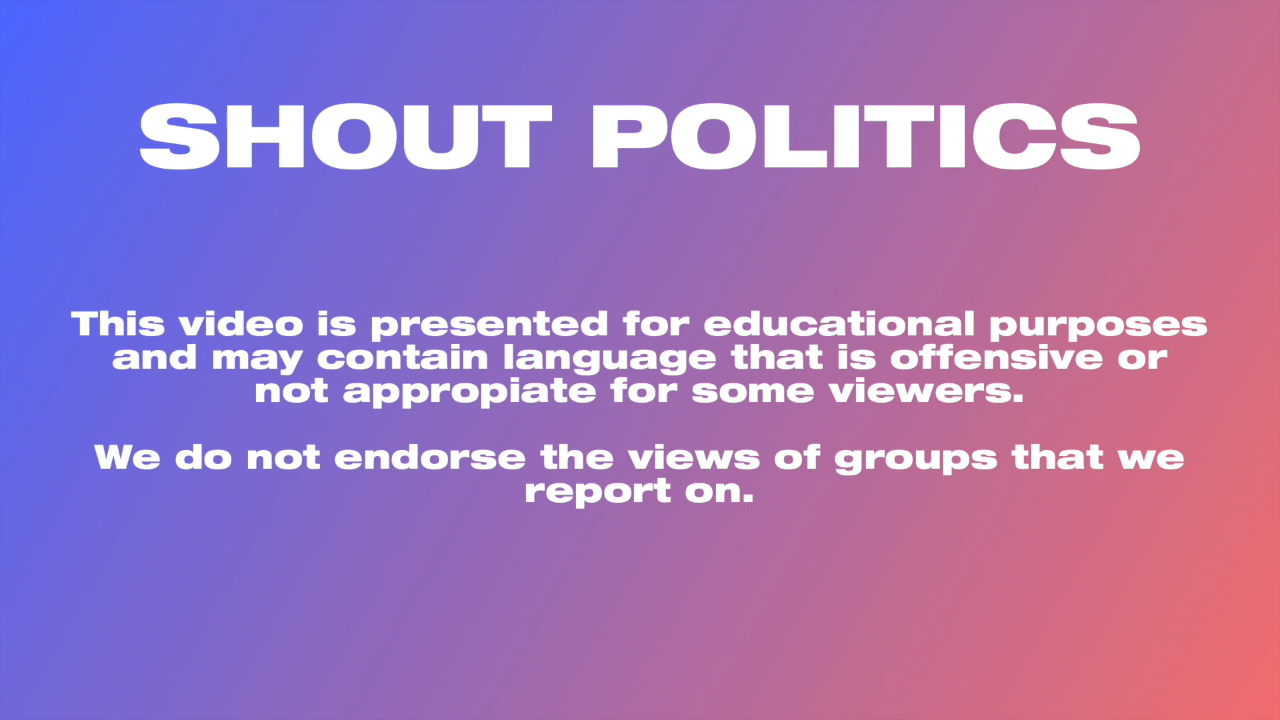 SHOUT POLITICS
This video is presented for educational purposes
and may contain language that is offensive or
not appropiate for some viewers.
We do not endorse the views of groups that we
report on.